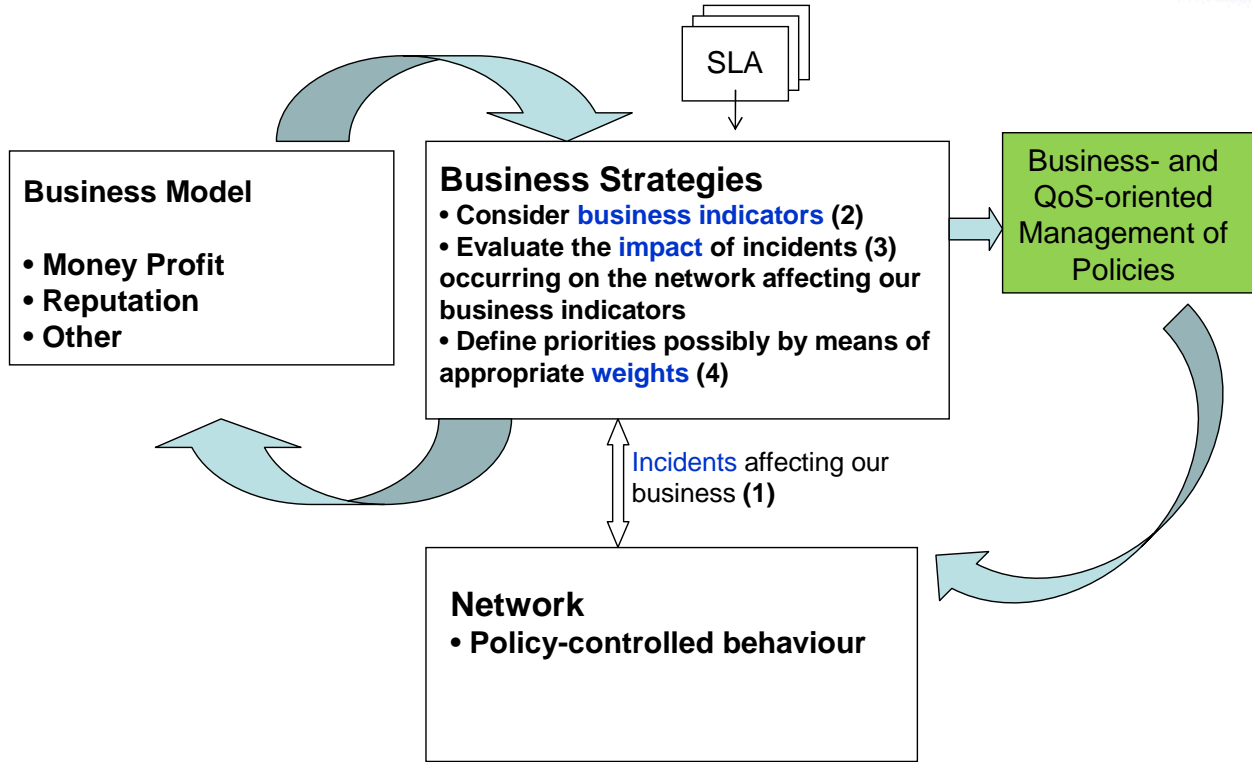 SLA
Business Model
• Money Profit
• Reputation
• Other
Business Strategies
• Consider business indicators (2)
• Evaluate the impact of incidents (3)
occurring on the network affecting our
business indicators
• Define priorities possibly by means of
appropriate weights (4)
Business- and
QoS-oriented
Management of
Policies
Incidents affecting our
business (1)
Network
• Policy-controlled behaviour